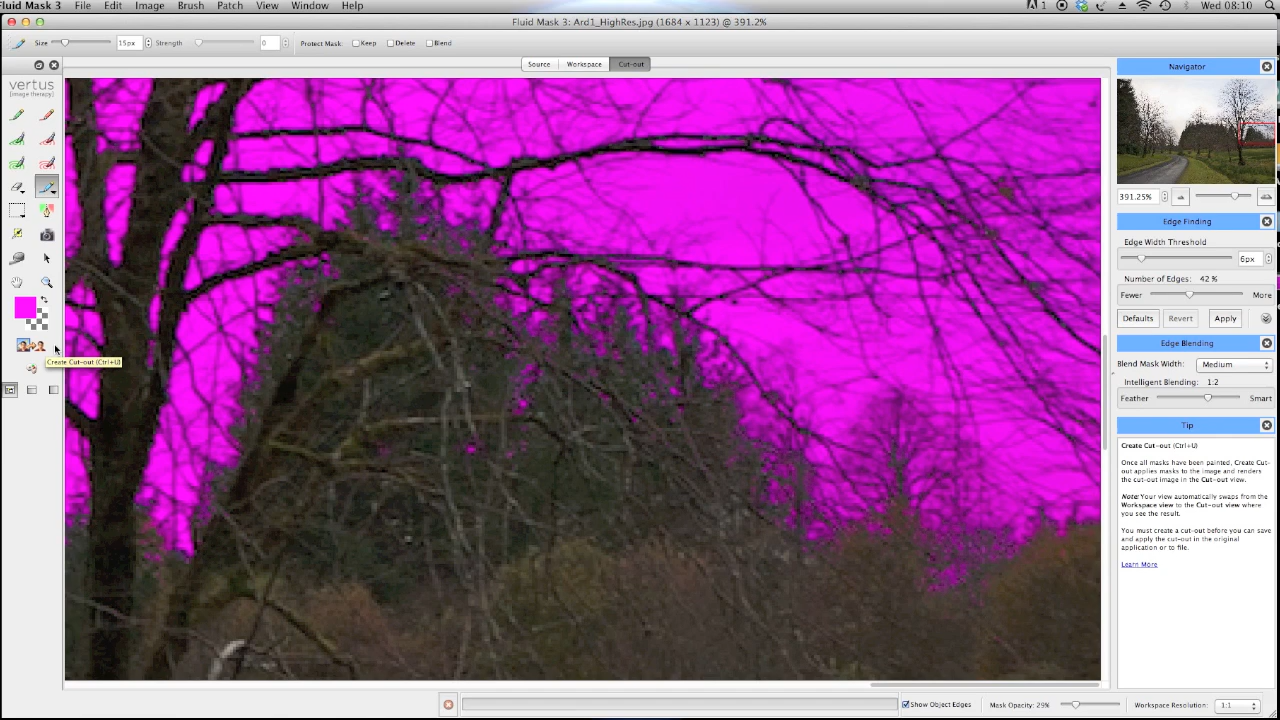 Fluid Mask 3 File Edit Image Brush Patch View Window Help 1 Wed 08:10
Fluid Mask 3: Ard1_HighRes.jpg (1684 x 1123) @ 391.2%
Size 15px Strength 0 Protect Mask: Keep Delete Blend
Source Workspace Cut-out
vertus
[image therapy]
Create Cut-out (Ctrl+U)
Navigator
391.25%
Edge Finding
Edge Width Threshold
6px
Number of Edges: 42 %
Fewer More
Defaults Revert Apply
Edge Blending
Blend Mask Width: Medium
Intelligent Blending: 1:2
Feather Smart
Tip
Create Cut-out (Ctrl+U)
Once all masks have been painted, Create Cut-
out applies masks to the image and renders
the cut-out image in the Cut-out view.
Note: Your view automatically swaps from the
Workspace view to the Cut-out view where
you see the result.
You must create a cut-out before you can save
and apply the cut-out in the original
application or to file.
Learn More
Show Object Edges Mask Opacity: 29% Workspace Resolution: 1:1